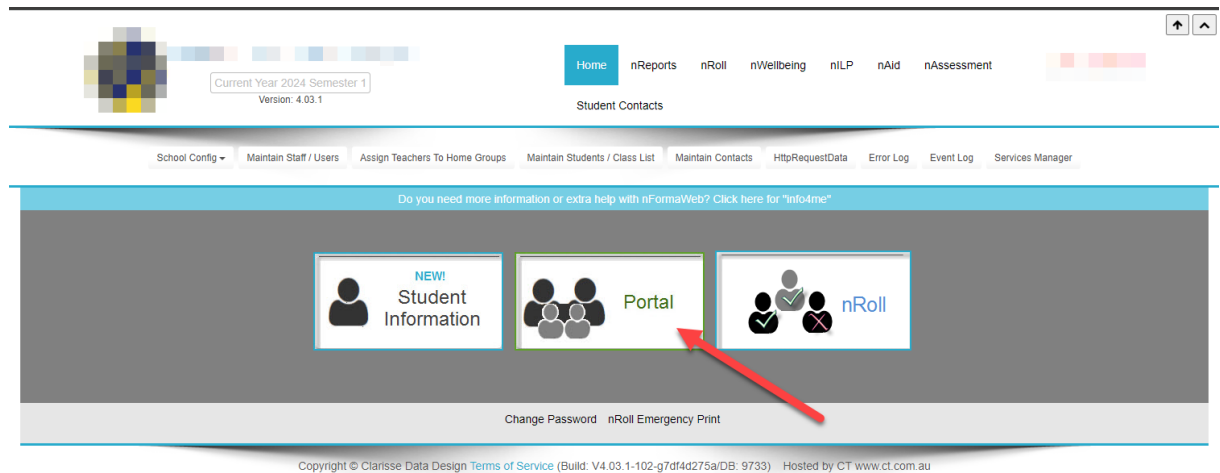 Current Year 2024 Semester 1
Version: 4.03.1
Home nReports nRoll nWellbeing nILP nAid nAssessment
Student Contacts
School Config Maintain Staff / Users Assign Teachers To Home Groups Maintain Students / Class List Maintain Contacts HttpRequestData Error Log Event Log Services Manager
Do you need more information or extra help with nFormaWeb? Click here for "info4me"
NEW!
Student
Information
Portal
nRoll
Change Password nRoll Emergency Print
Copyright © Clarisse Data Design Terms of Service (Build: V4.03.1-102-g7df4d275a/DB: 9733) Hosted by CT www.ct.com.au